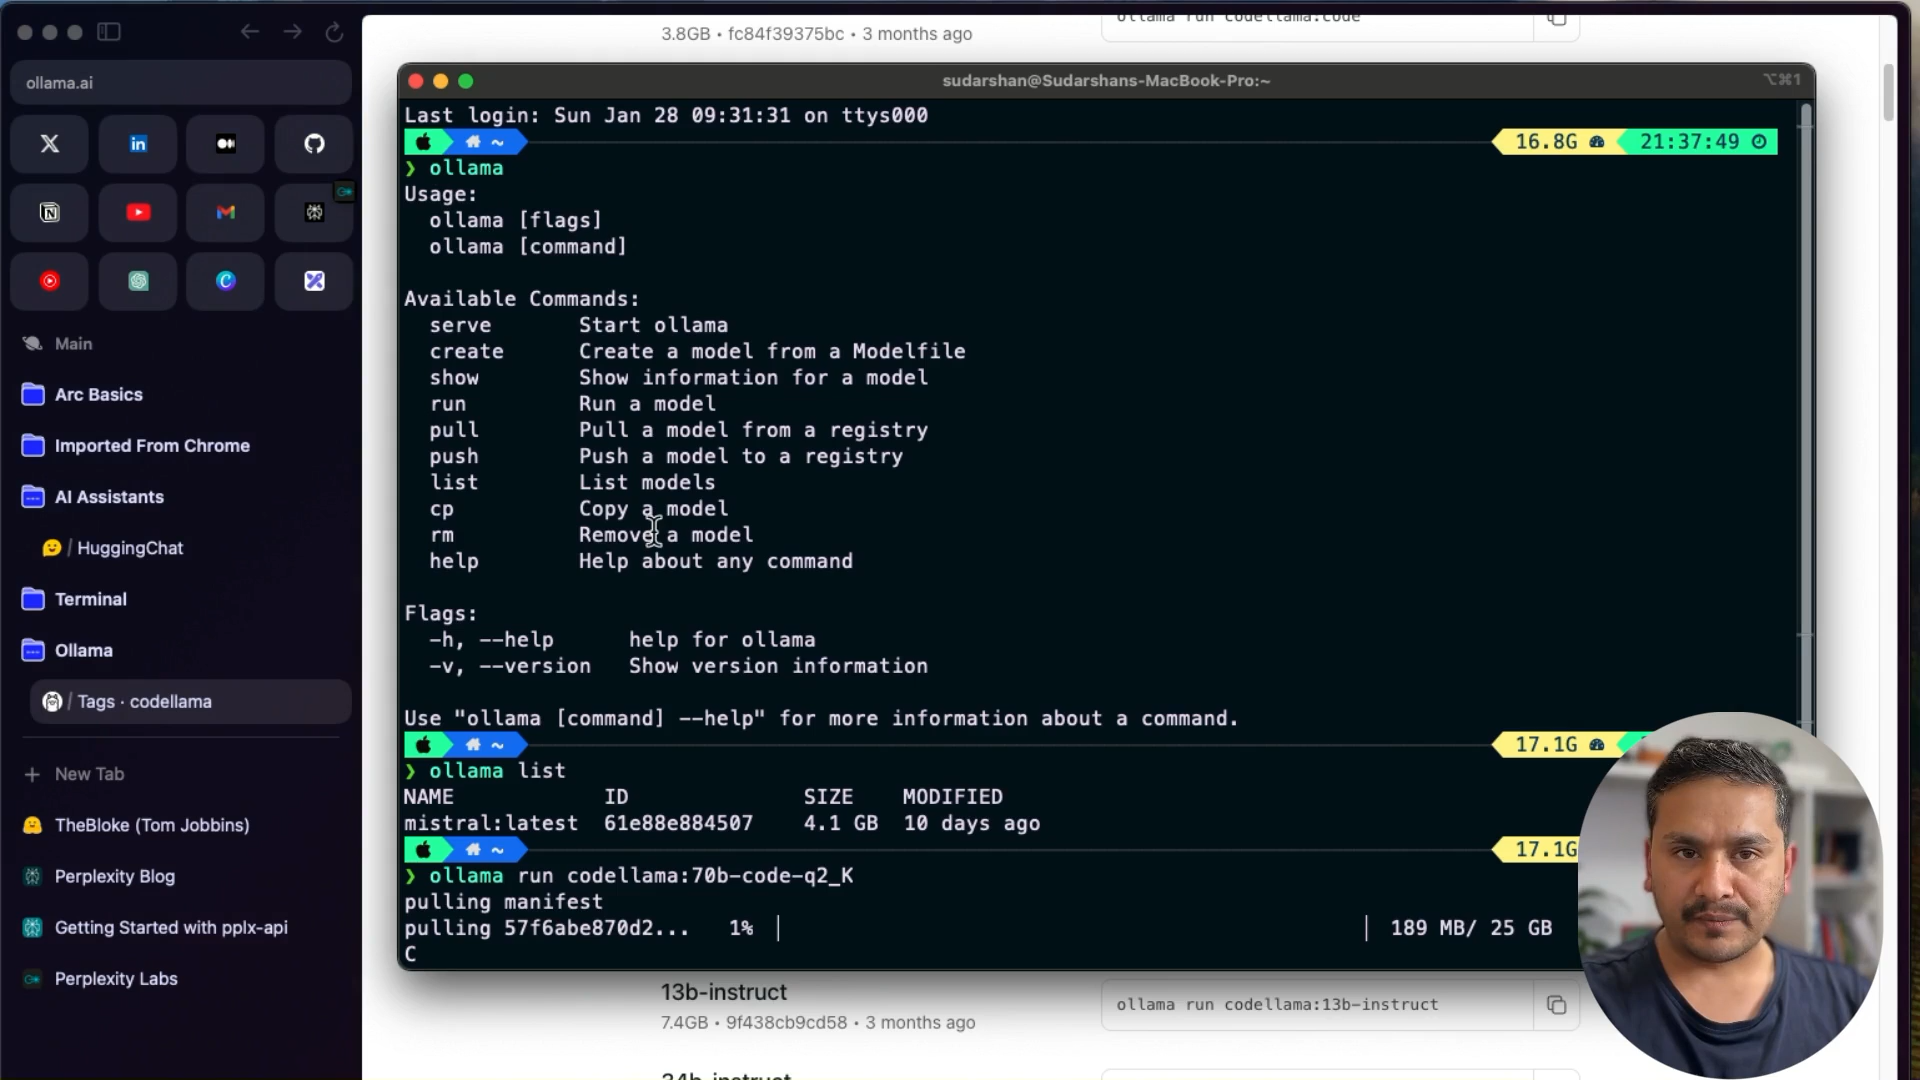 ollama.ai
Main
Arc Basics
Imported From Chrome
AI Assistants
/ HuggingChat
Terminal
Ollama
/ Tags · codellama
+ New Tab
TheBloke (Tom Jobbins)
Perplexity Blog
Getting Started with pplx-api
Perplexity Labs
3.8GB • fc84f39375bc • 3 months ago
ollama run codellama:code
sudarshan@Sudarshans-MacBook-Pro:~
⌥⌘1
Last login: Sun Jan 28 09:31:31 on ttys000
~ 16.8G 21:37:49
❯ ollama
Usage:
ollama [flags]
ollama [command]
Available Commands:
serve Start ollama
create Create a model from a Modelfile
show Show information for a model
run Run a model
pull Pull a model from a registry
push Push a model to a registry
list List models
cp Copy a model
rm Remove a model
help Help about any command
Flags:
-h, --help help for ollama
-v, --version Show version information
Use "ollama [command] --help" for more information about a command.
~ 17.1G
❯ ollama list
NAME ID SIZE MODIFIED
mistral:latest 61e88e884507 4.1 GB 10 days ago
~ 17.1G
❯ ollama run codellama:70b-code-q2_K
pulling manifest
pulling 57f6abe870d2... 1% | | 189 MB/ 25 GB
C
13b-instruct
7.4GB • 9f438cb9cd58 • 3 months ago
ollama run codellama:13b-instruct
34b-instruct